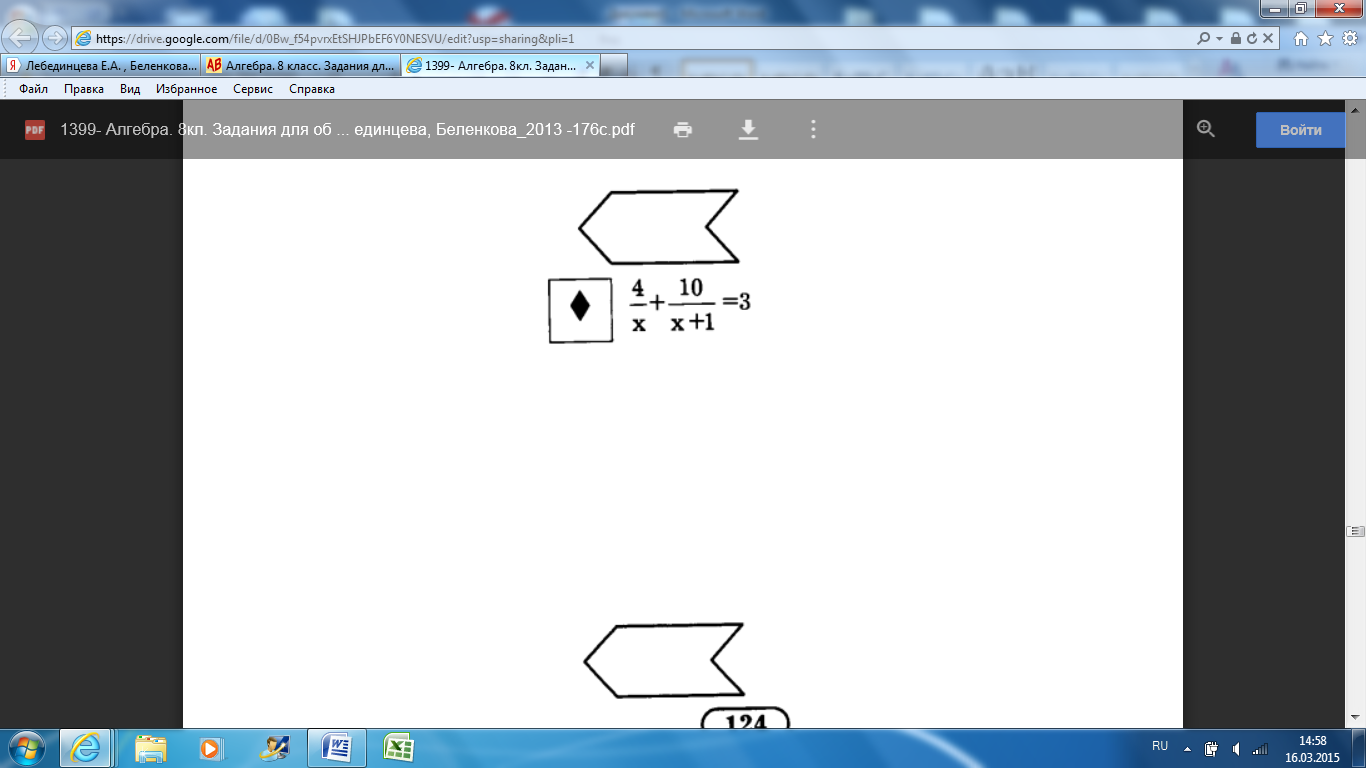 https://drive.google.com/file/d/0Bw_f54pvrxEtSHJPbEF6Y0NESVU/edit?usp=sharing&pli=1
Лебединцева Е.А. , Беленкова...
Алгебра. 8 класс. Задания дл...
1399- Алгебра. 8кл. Задан...
Файл Правка Вид Избранное Сервис Справка
PDF 1399- Алгебра. 8кл. Задания для об ... единцева, Беленкова_2013 -176с.pdf
Войти
4/x + 10/(x+1) =3
124
RU
14:58
16.03.2015